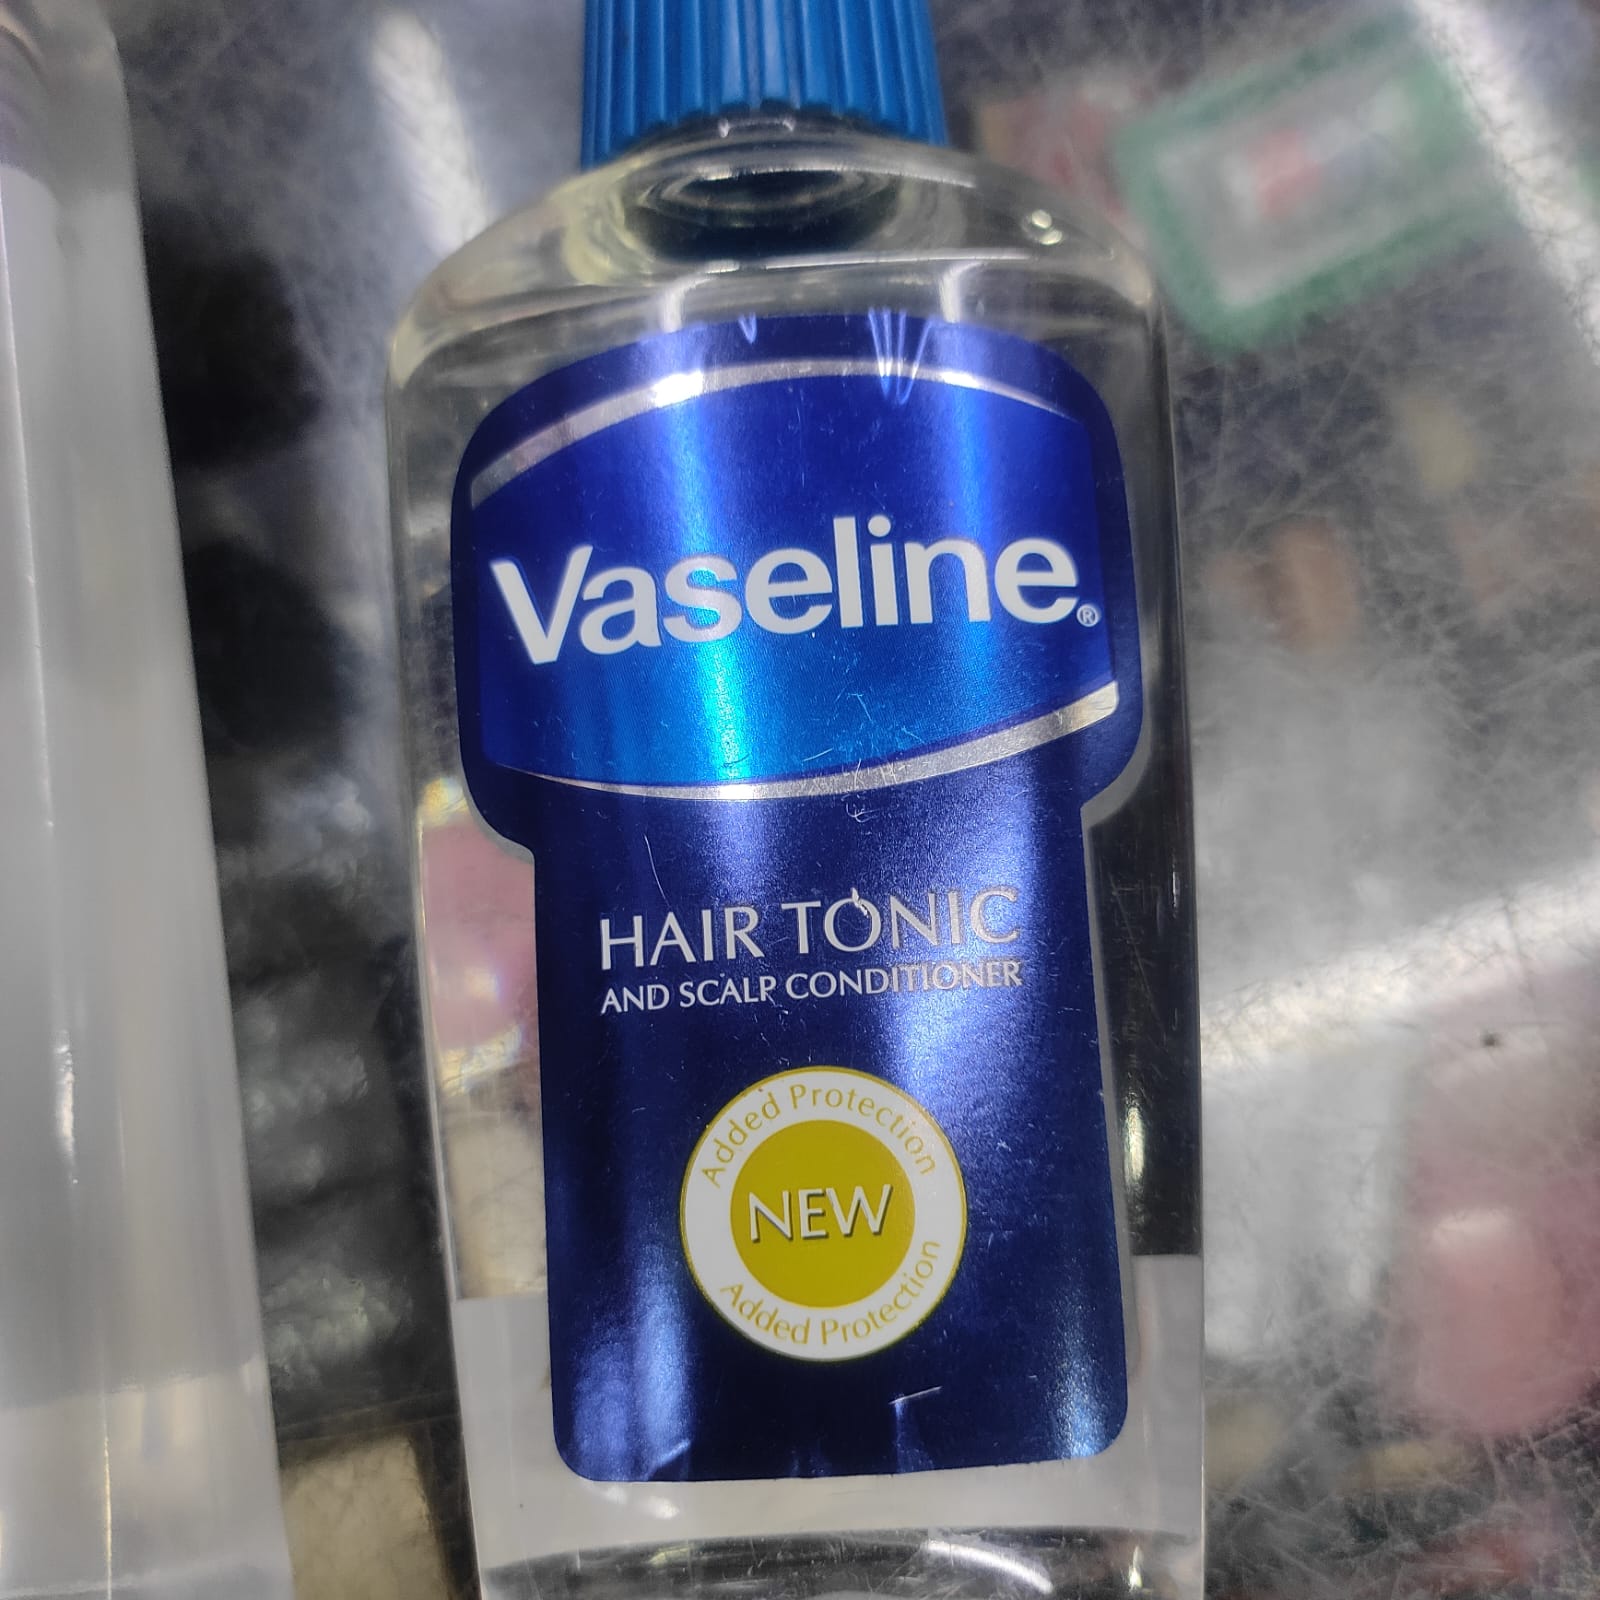 Vaseline®
HAIR TONIC
AND SCALP CONDITIONER
Added Protection
NEW
Added Protection